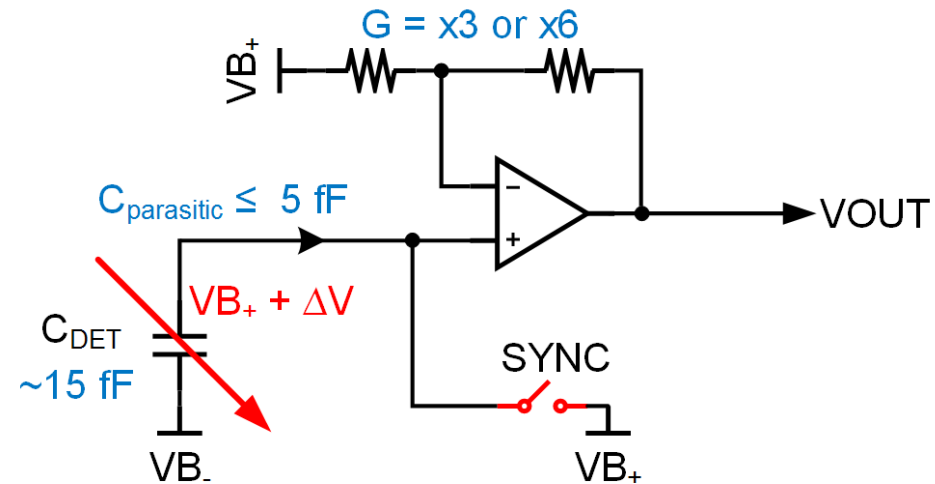 G = x3 or x6
VB+
Cparasitic ≤ 5 fF
−
+
VOUT
VB+ + ΔV
CDET
~15 fF
SYNC
VB-
VB+